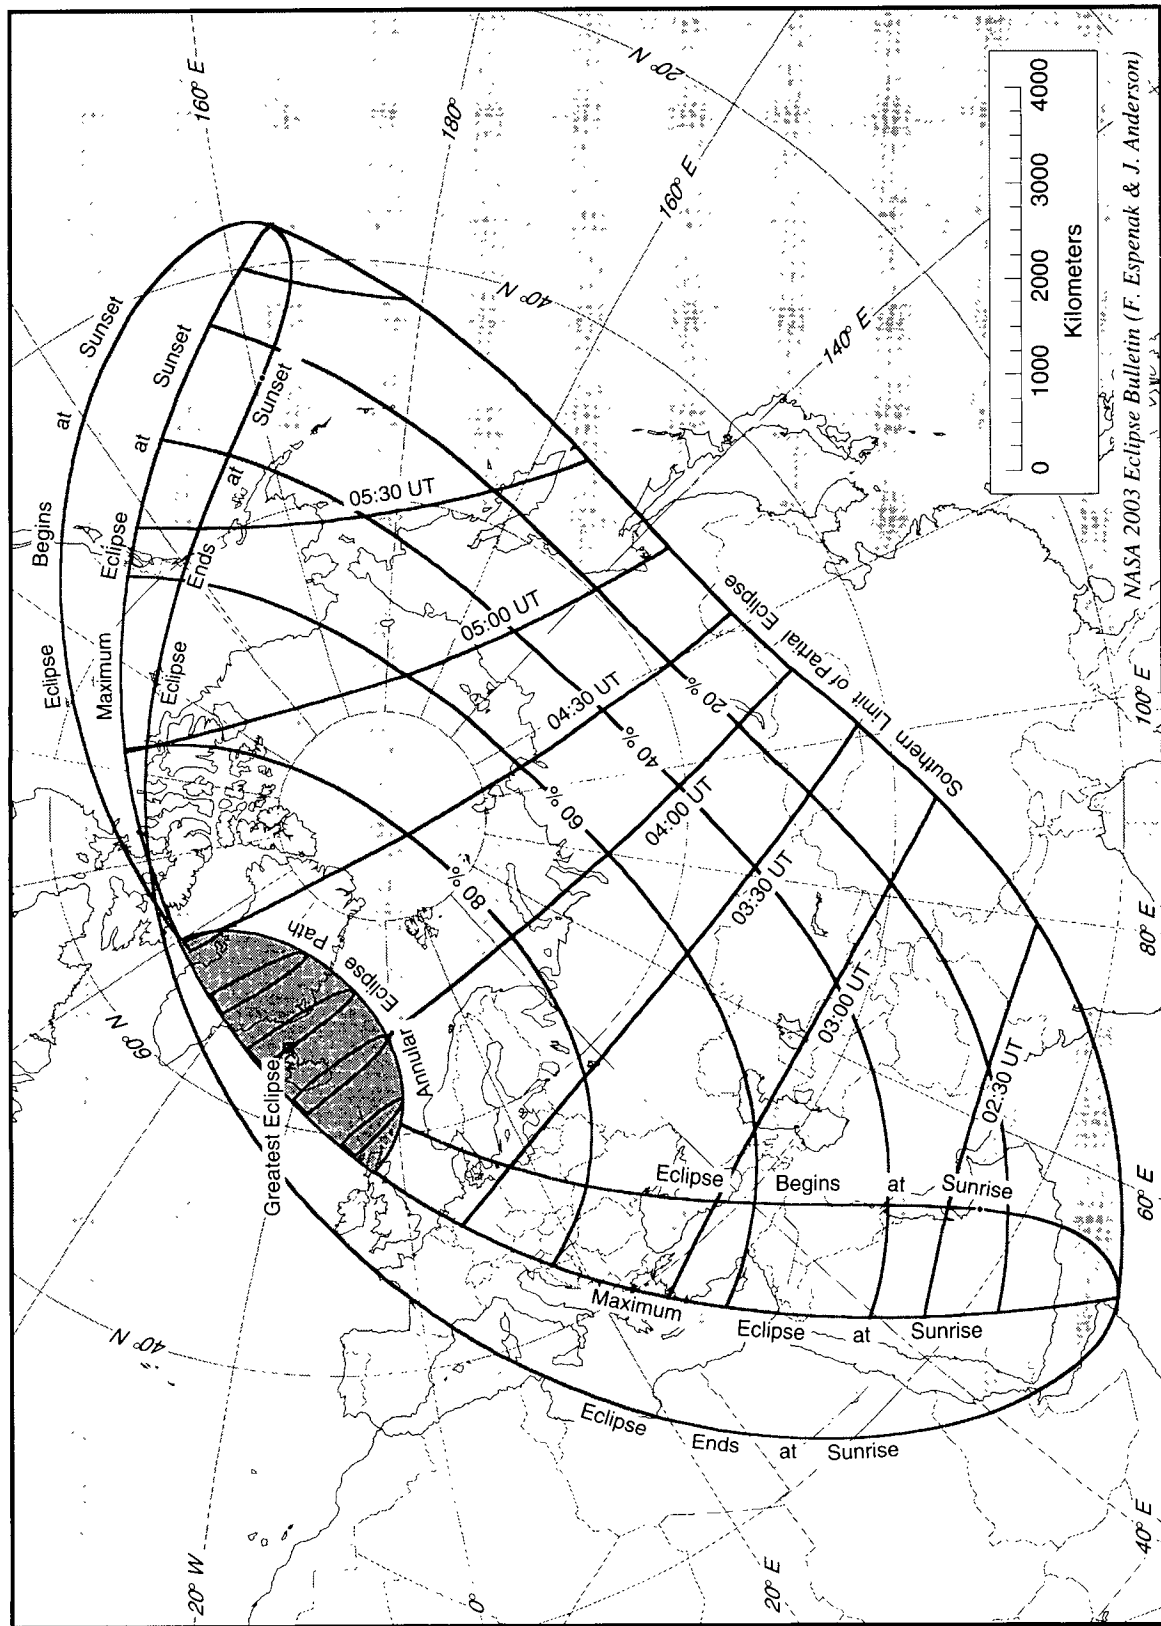 160° E
180°
20° N
160° E
40° N
140° E
Eclipse Begins at Sunset
Maximum Eclipse at Sunset
Eclipse Ends at Sunset
05:30 UT
05:00 UT
04:30 UT
04:00 UT
03:30 UT
03:00 UT
02:30 UT
20 %
40 %
60 %
80 %
Southern Limit of Partial Eclipse
Annular Eclipse Path
Greatest Eclipse
60° N
40° N
Eclipse Begins at Sunrise
Maximum Eclipse at Sunrise
Eclipse Ends at Sunrise
20° W
0°
20° E
40° E
60° E
80° E
100° E
0 1000 2000 3000 4000
Kilometers
NASA 2003 Eclipse Bulletin (F. Espenak & J. Anderson)